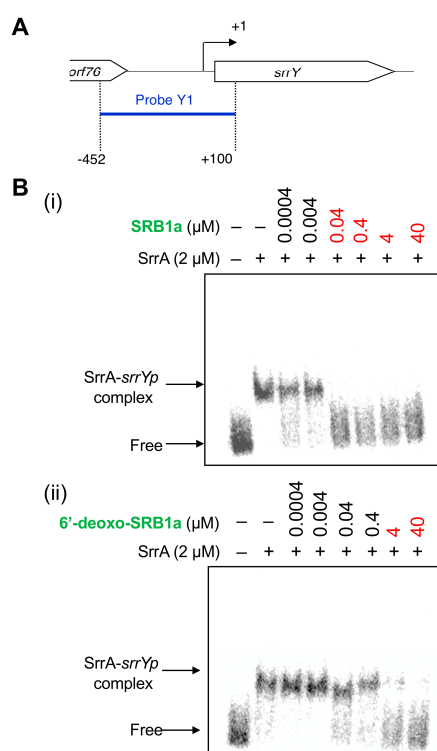 A
+1
orf76
srrY
Probe Y1
-452
+100
B
(i)
SRB1a (µM) – – 0.0004 0.004 0.04 0.4 4 40
SrrA (2 µM) – + + + + + + +
SrrA-srrYp
complex
Free
(ii)
6’-deoxo-SRB1a (µM) – – 0.0004 0.004 0.04 0.4 4 40
SrrA (2 µM) – + + + + + + +
SrrA-srrYp
complex
Free